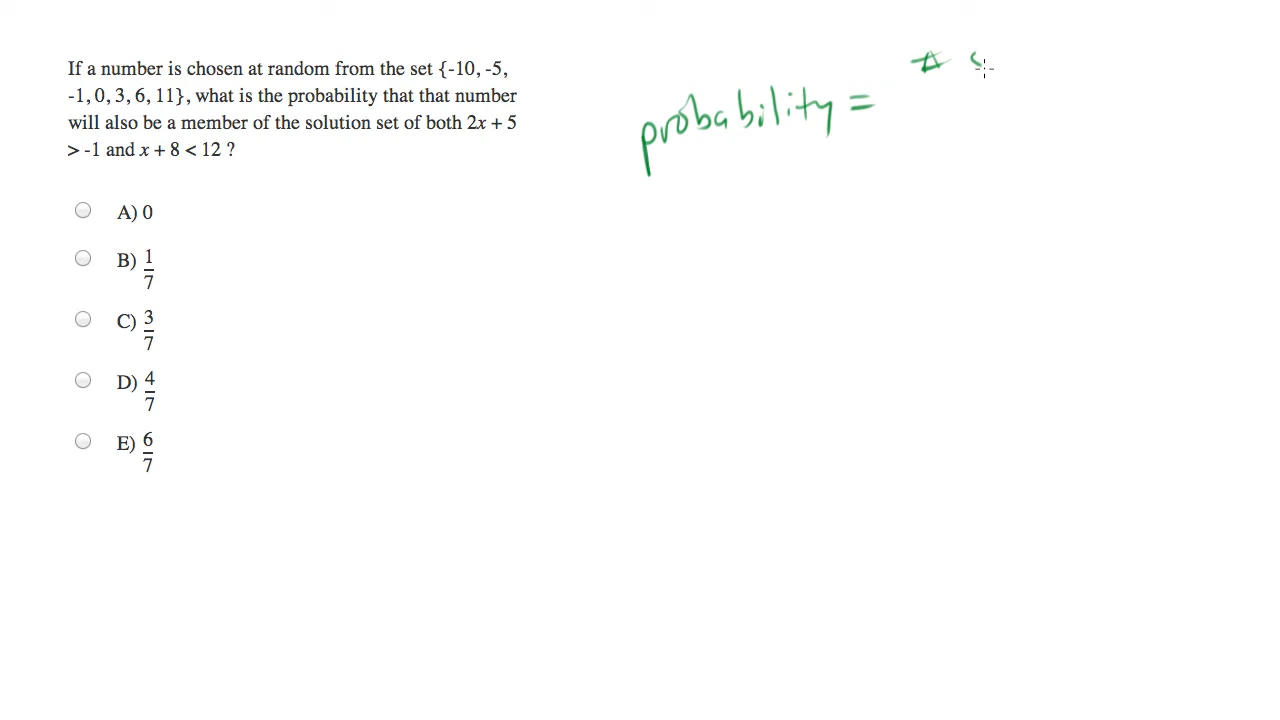 If a number is chosen at random from the set {-10, -5,
-1, 0, 3, 6, 11}, what is the probability that that number
will also be a member of the solution set of both 2x + 5
> -1 and x + 8 < 12 ?
A) 0
B) 1/7
C) 3/7
D) 4/7
E) 6/7
# s
probability =